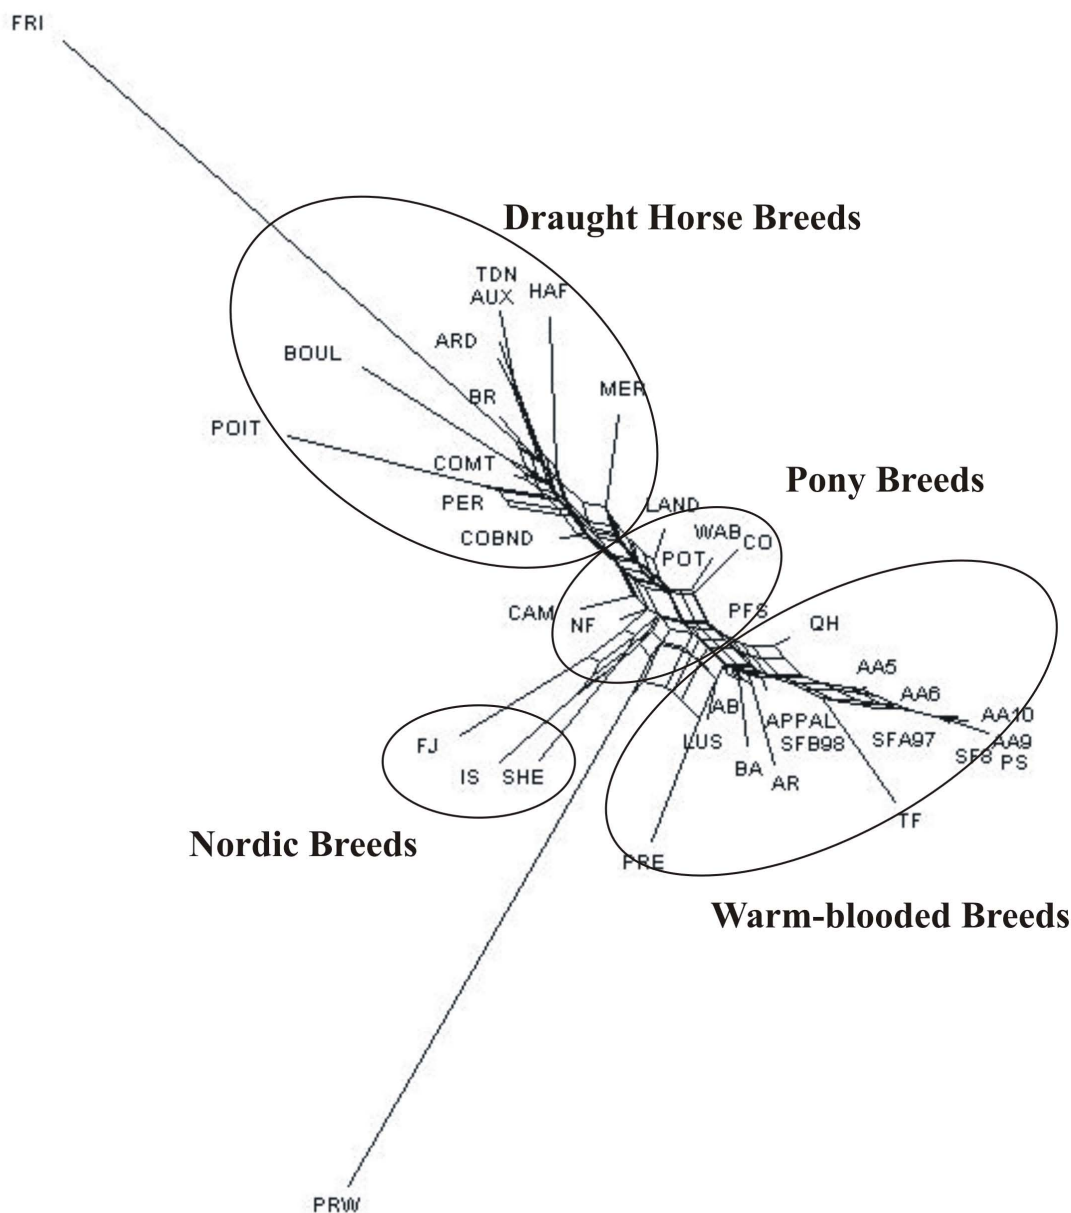 FRI
Draught Horse Breeds
TDN
AUX
HAF
ARD
BOUL
BR
MER
POIT
COMT
PER
COBND
Pony Breeds
LAND
WAB
CO
POT
CAM
NF
PFS
QH
AA5
AA6
AA10
AA9
PS
SF8
SFA97
APPAL
SFB98
AB
LUS
BA
AR
TF
PRE
FJ
IS
SHE
Nordic Breeds
Warm-blooded Breeds
PRW